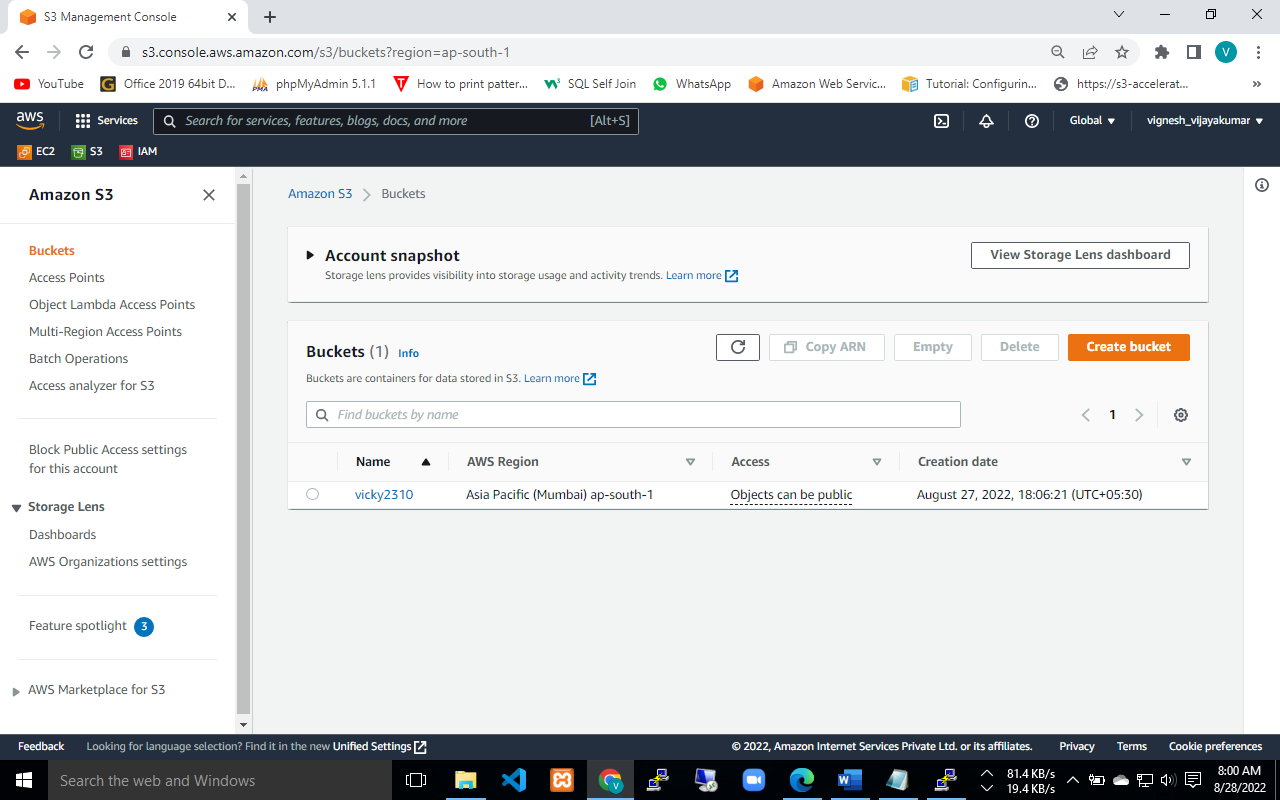 S3 Management Console
s3.console.aws.amazon.com/s3/buckets?region=ap-south-1
V
YouTube
G Office 2019 64bit D...
PMA phpMyAdmin 5.1.1
How to print patter...
W3 SQL Self Join
WhatsApp
Amazon Web Servic...
Tutorial: Configurin...
https://s3-accelerat...
»
aws
Services
Search for services, features, blogs, docs, and more [Alt+S]
Global
vignesh_vijayakumar
EC2
S3
IAM
Amazon S3
Buckets
Access Points
Object Lambda Access Points
Multi-Region Access Points
Batch Operations
Access analyzer for S3
Block Public Access settings
for this account
Storage Lens
Dashboards
AWS Organizations settings
Feature spotlight 3
AWS Marketplace for S3
Amazon S3 > Buckets
Account snapshot
Storage lens provides visibility into storage usage and activity trends. Learn more
View Storage Lens dashboard
Buckets (1) Info
Copy ARN
Empty
Delete
Create bucket
Buckets are containers for data stored in S3. Learn more
Find buckets by name
1
Name AWS Region Access Creation date
vicky2310 Asia Pacific (Mumbai) ap-south-1 Objects can be public August 27, 2022, 18:06:21 (UTC+05:30)
Feedback Looking for language selection? Find it in the new Unified Settings © 2022, Amazon Internet Services Private Ltd. or its affiliates. Privacy Terms Cookie preferences
Search the web and Windows
81.4 KB/s
19.4 KB/s
8:00 AM
8/28/2022